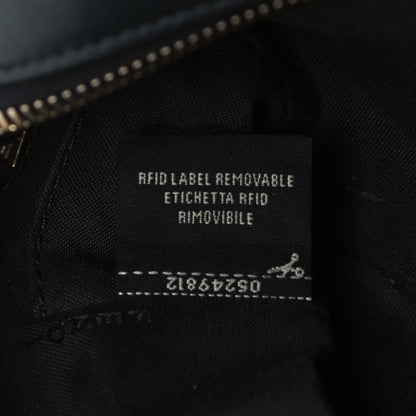 RFID LABEL REMOVABLE
ETICHETTA RFID
RIMOVIBILE
05249812